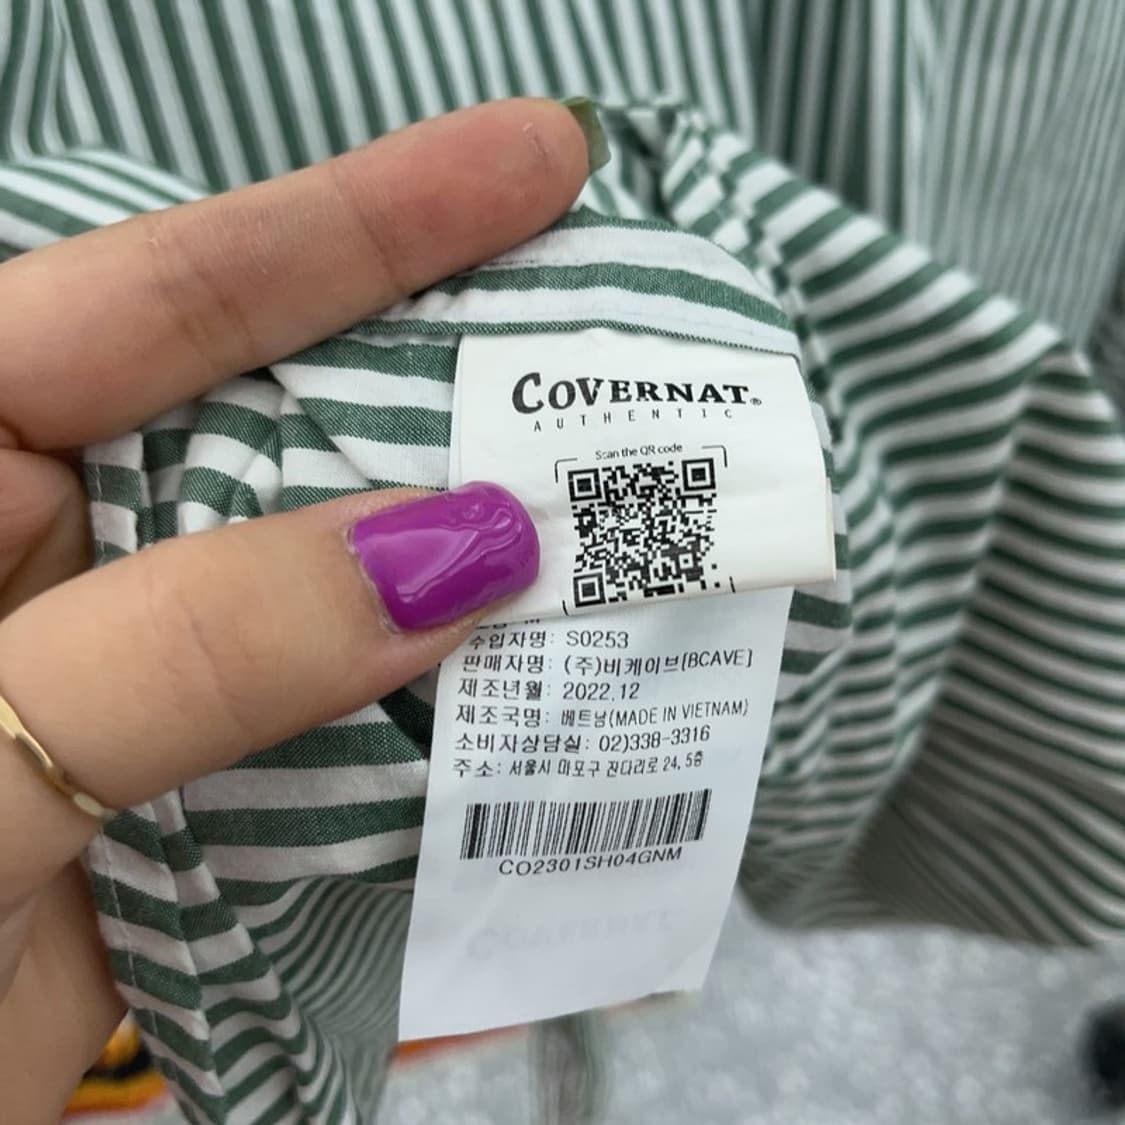 COVERNAT®
AUTHENTIC
Scan the QR code
수입자명: S0253
판매자명: (주)비케이브[BCAVE]
제조년월: 2022.12
제조국명: 베트남(MADE IN VIETNAM)
소비자상담실: 02)338-3316
주소: 서울시 마포구 잔다리로 24, 5층
CO2301SH04GNM